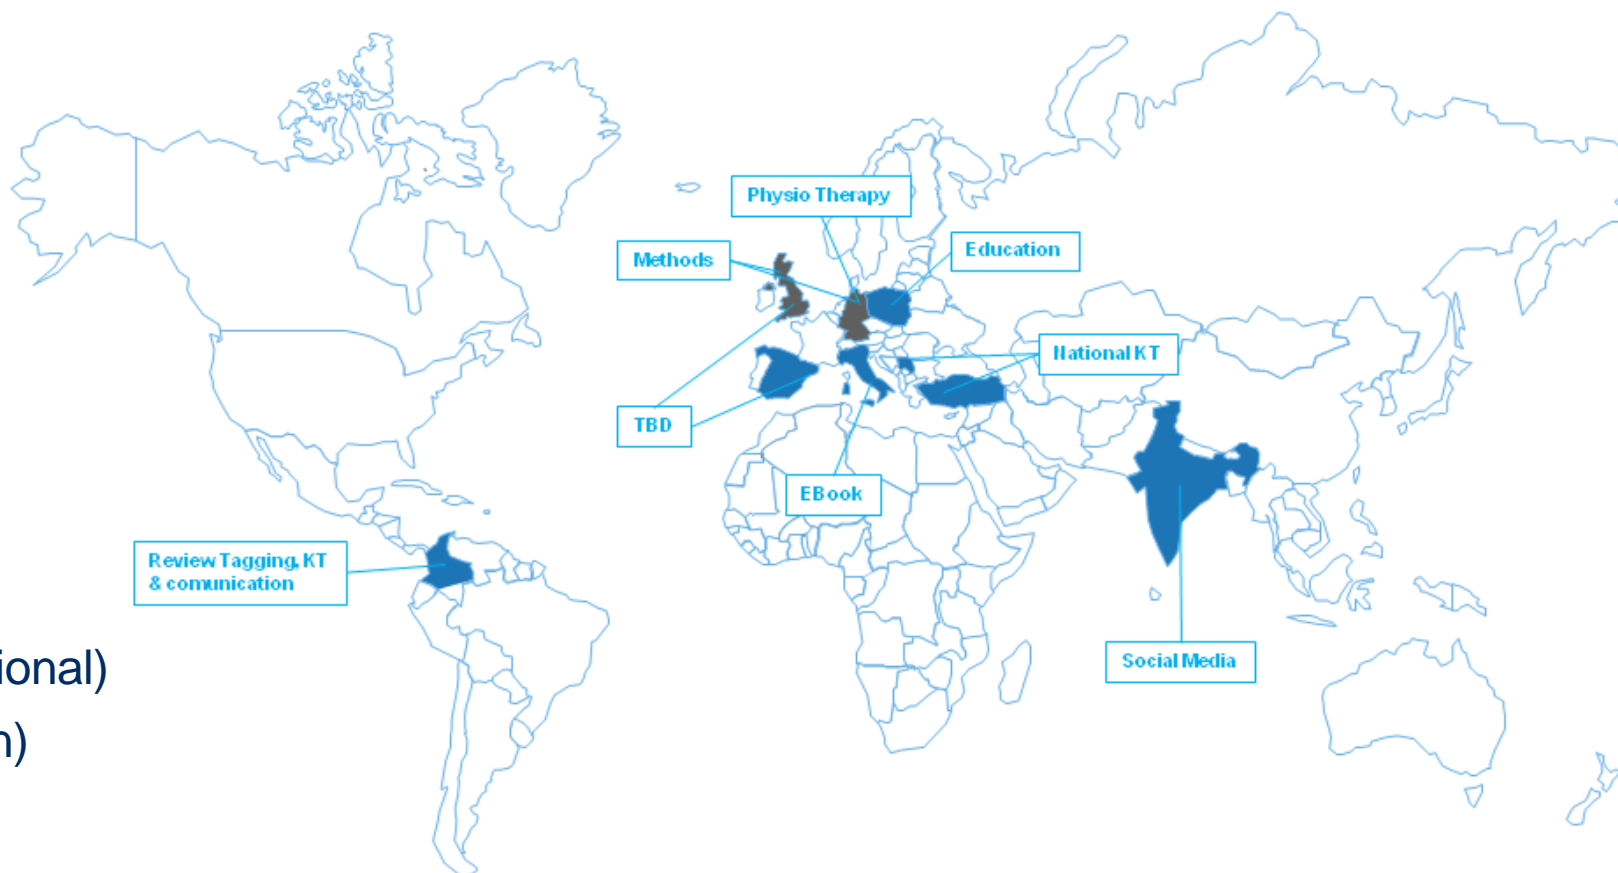 Physio Therapy
Methods
Education
National KT
TBD
EBook
Review Tagging, KT
& comunication
Social Media
ional)
n)